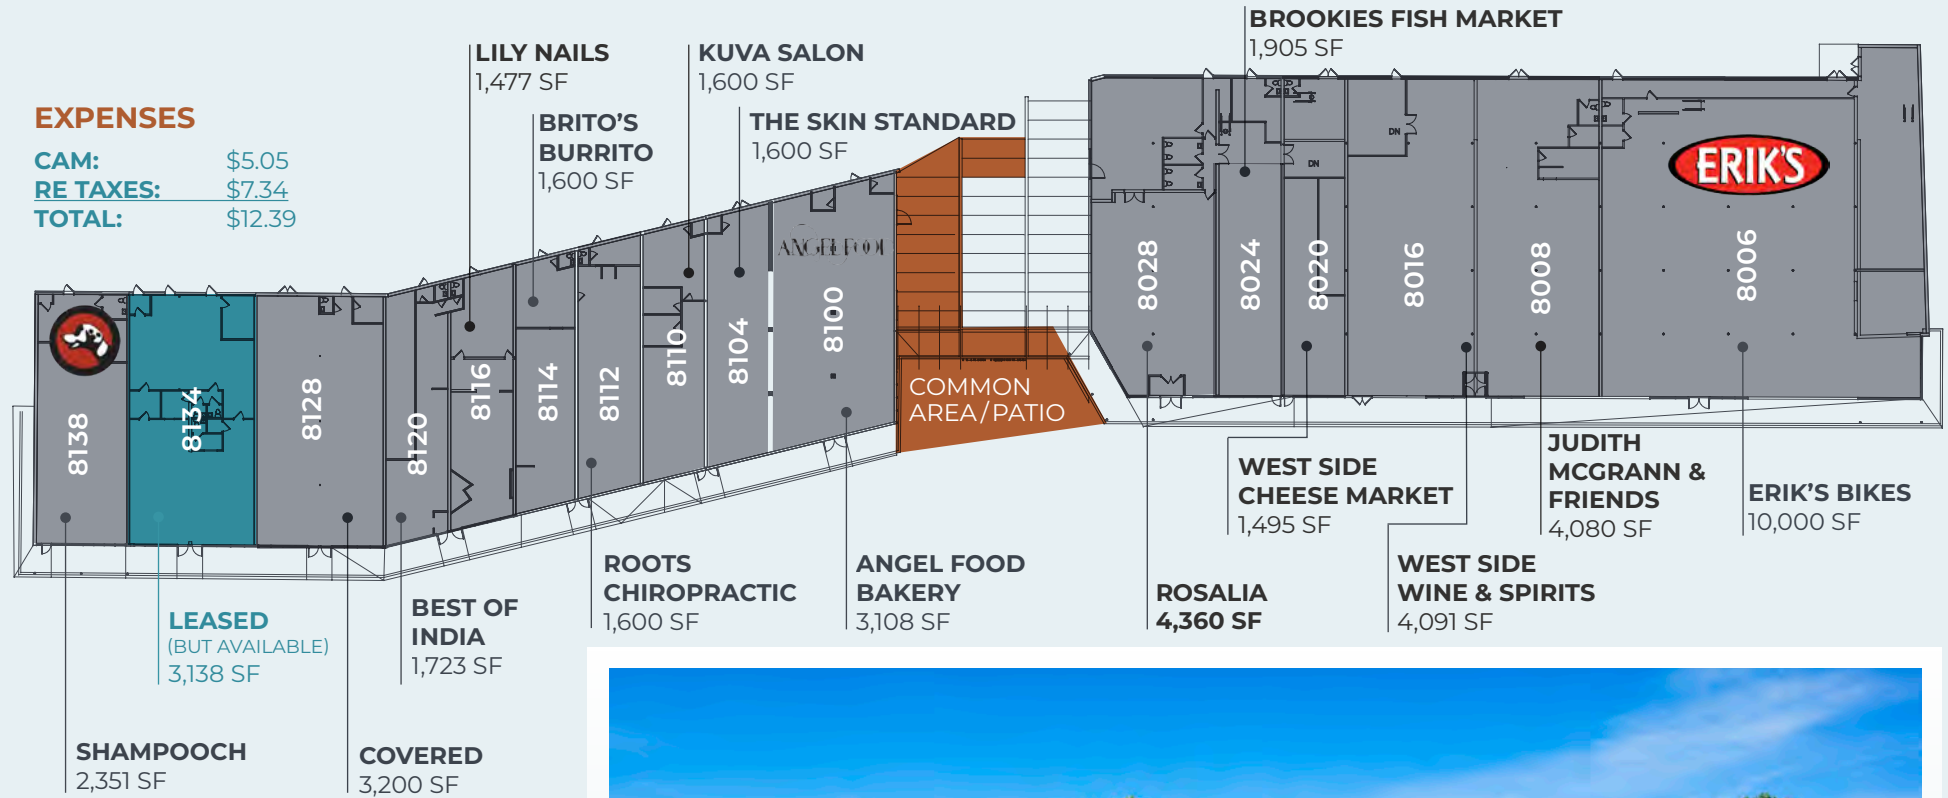 EXPENSES
CAM: $5.05
RE TAXES: $7.34
TOTAL: $12.39
LILY NAILS
1,477 SF
BRITO'S
BURRITO
1,600 SF
KUVA SALON
1,600 SF
THE SKIN STANDARD
1,600 SF
BROOKIES FISH MARKET
1,905 SF
ANGEL FOOD
ERIK'S
DN
DN
8138
8134
8128
8120
8116
8114
8112
8110
8104
8100
8028
8024
8020
8016
8008
8006
COMMON
AREA/PATIO
SHAMPOOCH
2,351 SF
LEASED
(BUT AVAILABLE)
3,138 SF
COVERED
3,200 SF
BEST OF
INDIA
1,723 SF
ROOTS
CHIROPRACTIC
1,600 SF
ANGEL FOOD
BAKERY
3,108 SF
ROSALIA
4,360 SF
WEST SIDE
CHEESE MARKET
1,495 SF
WEST SIDE
WINE & SPIRITS
4,091 SF
JUDITH
MCGRANN &
FRIENDS
4,080 SF
ERIK'S BIKES
10,000 SF